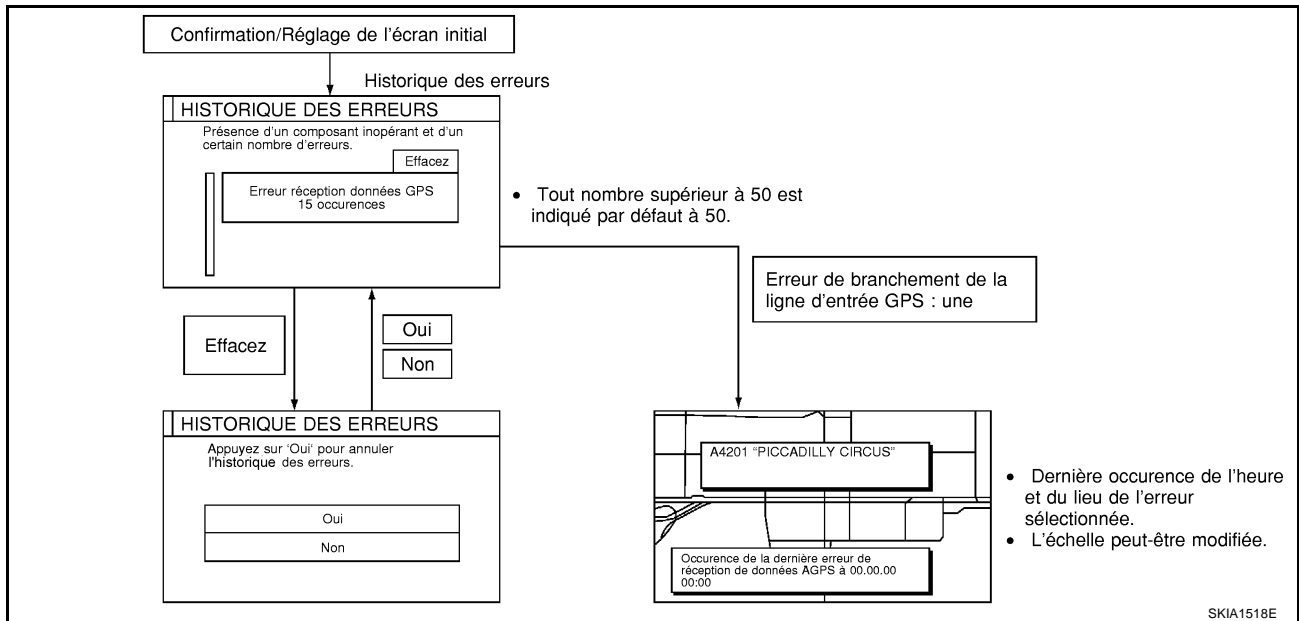 Confirmation/Réglage de l'écran initial
Historique des erreurs
HISTORIQUE DES ERREURS
Présence d'un composant inopérant et d'un
certain nombre d'erreurs.
Effacez
Erreur réception données GPS
15 occurences
• Tout nombre supérieur à 50 est
indiqué par défaut à 50.
Erreur de branchement de la
ligne d'entrée GPS : une
Effacez
Oui
Non
HISTORIQUE DES ERREURS
Appuyez sur 'Oui' pour annuler
l'historique des erreurs.
Oui
Non
A4201 “PICCADILLY CIRCUS”
Occurence de la dernière erreur de
réception de données AGPS à 00.00.00
00:00
• Dernière occurence de l'heure
et du lieu de l'erreur
sélectionnée.
• L'échelle peut-être modifiée.
SKIA1518E